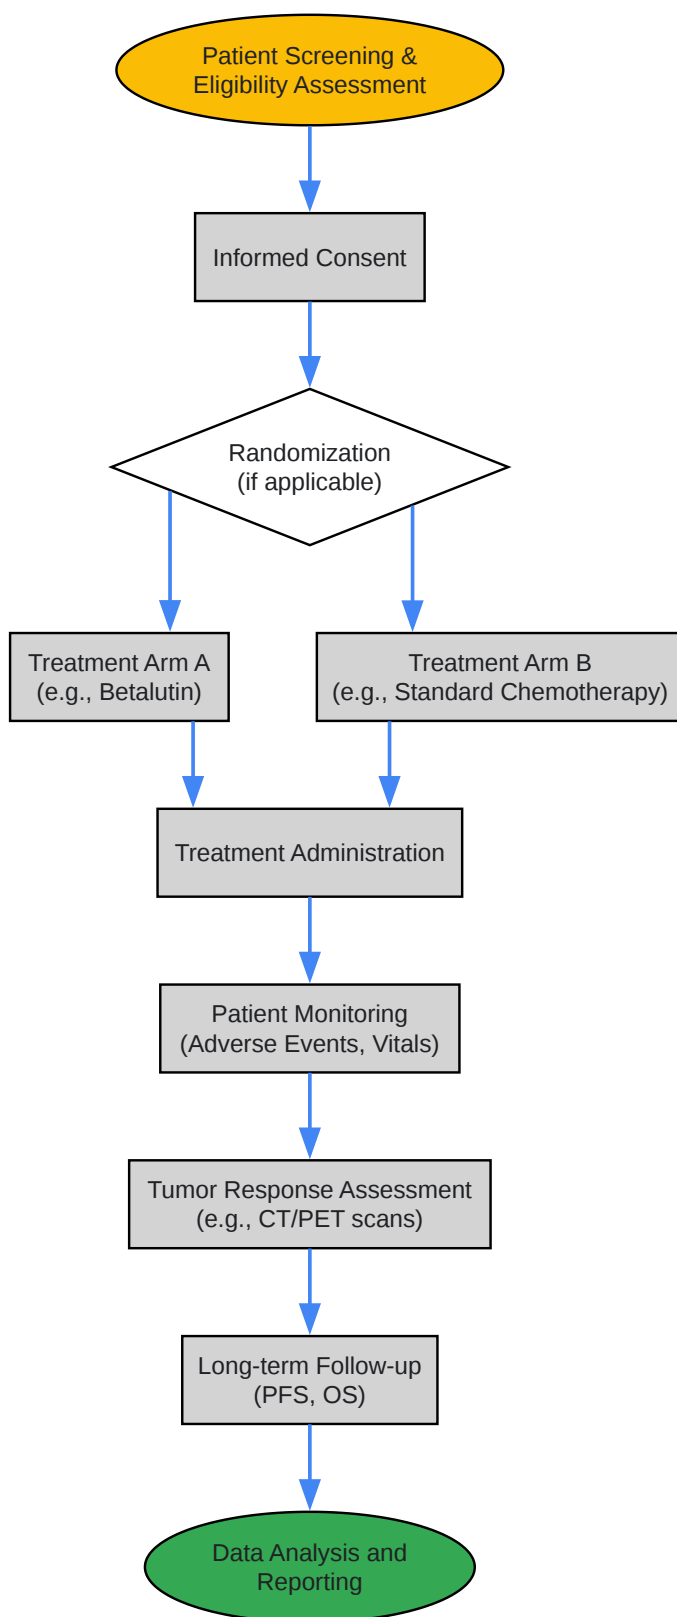 Patient Screening &
Eligibility Assessment
Informed Consent
Randomization
(if applicable)
Treatment Arm A
(e.g., Betalutin)
Treatment Arm B
(e.g., Standard Chemotherapy)
Treatment Administration
Patient Monitoring
(Adverse Events, Vitals)
Tumor Response Assessment
(e.g., CT/PET scans)
Long-term Follow-up
(PFS, OS)
Data Analysis and
Reporting